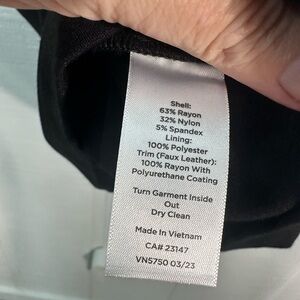 Shell:
63% Rayon
32% Nylon
5% Spandex
Lining:
100% Polyester
Trim (Faux Leather):
100% Rayon With
Polyurethane Coating
Turn Garment Inside
Out
Dry Clean
Made In Vietnam
CA# 23147
VN5750 03/23